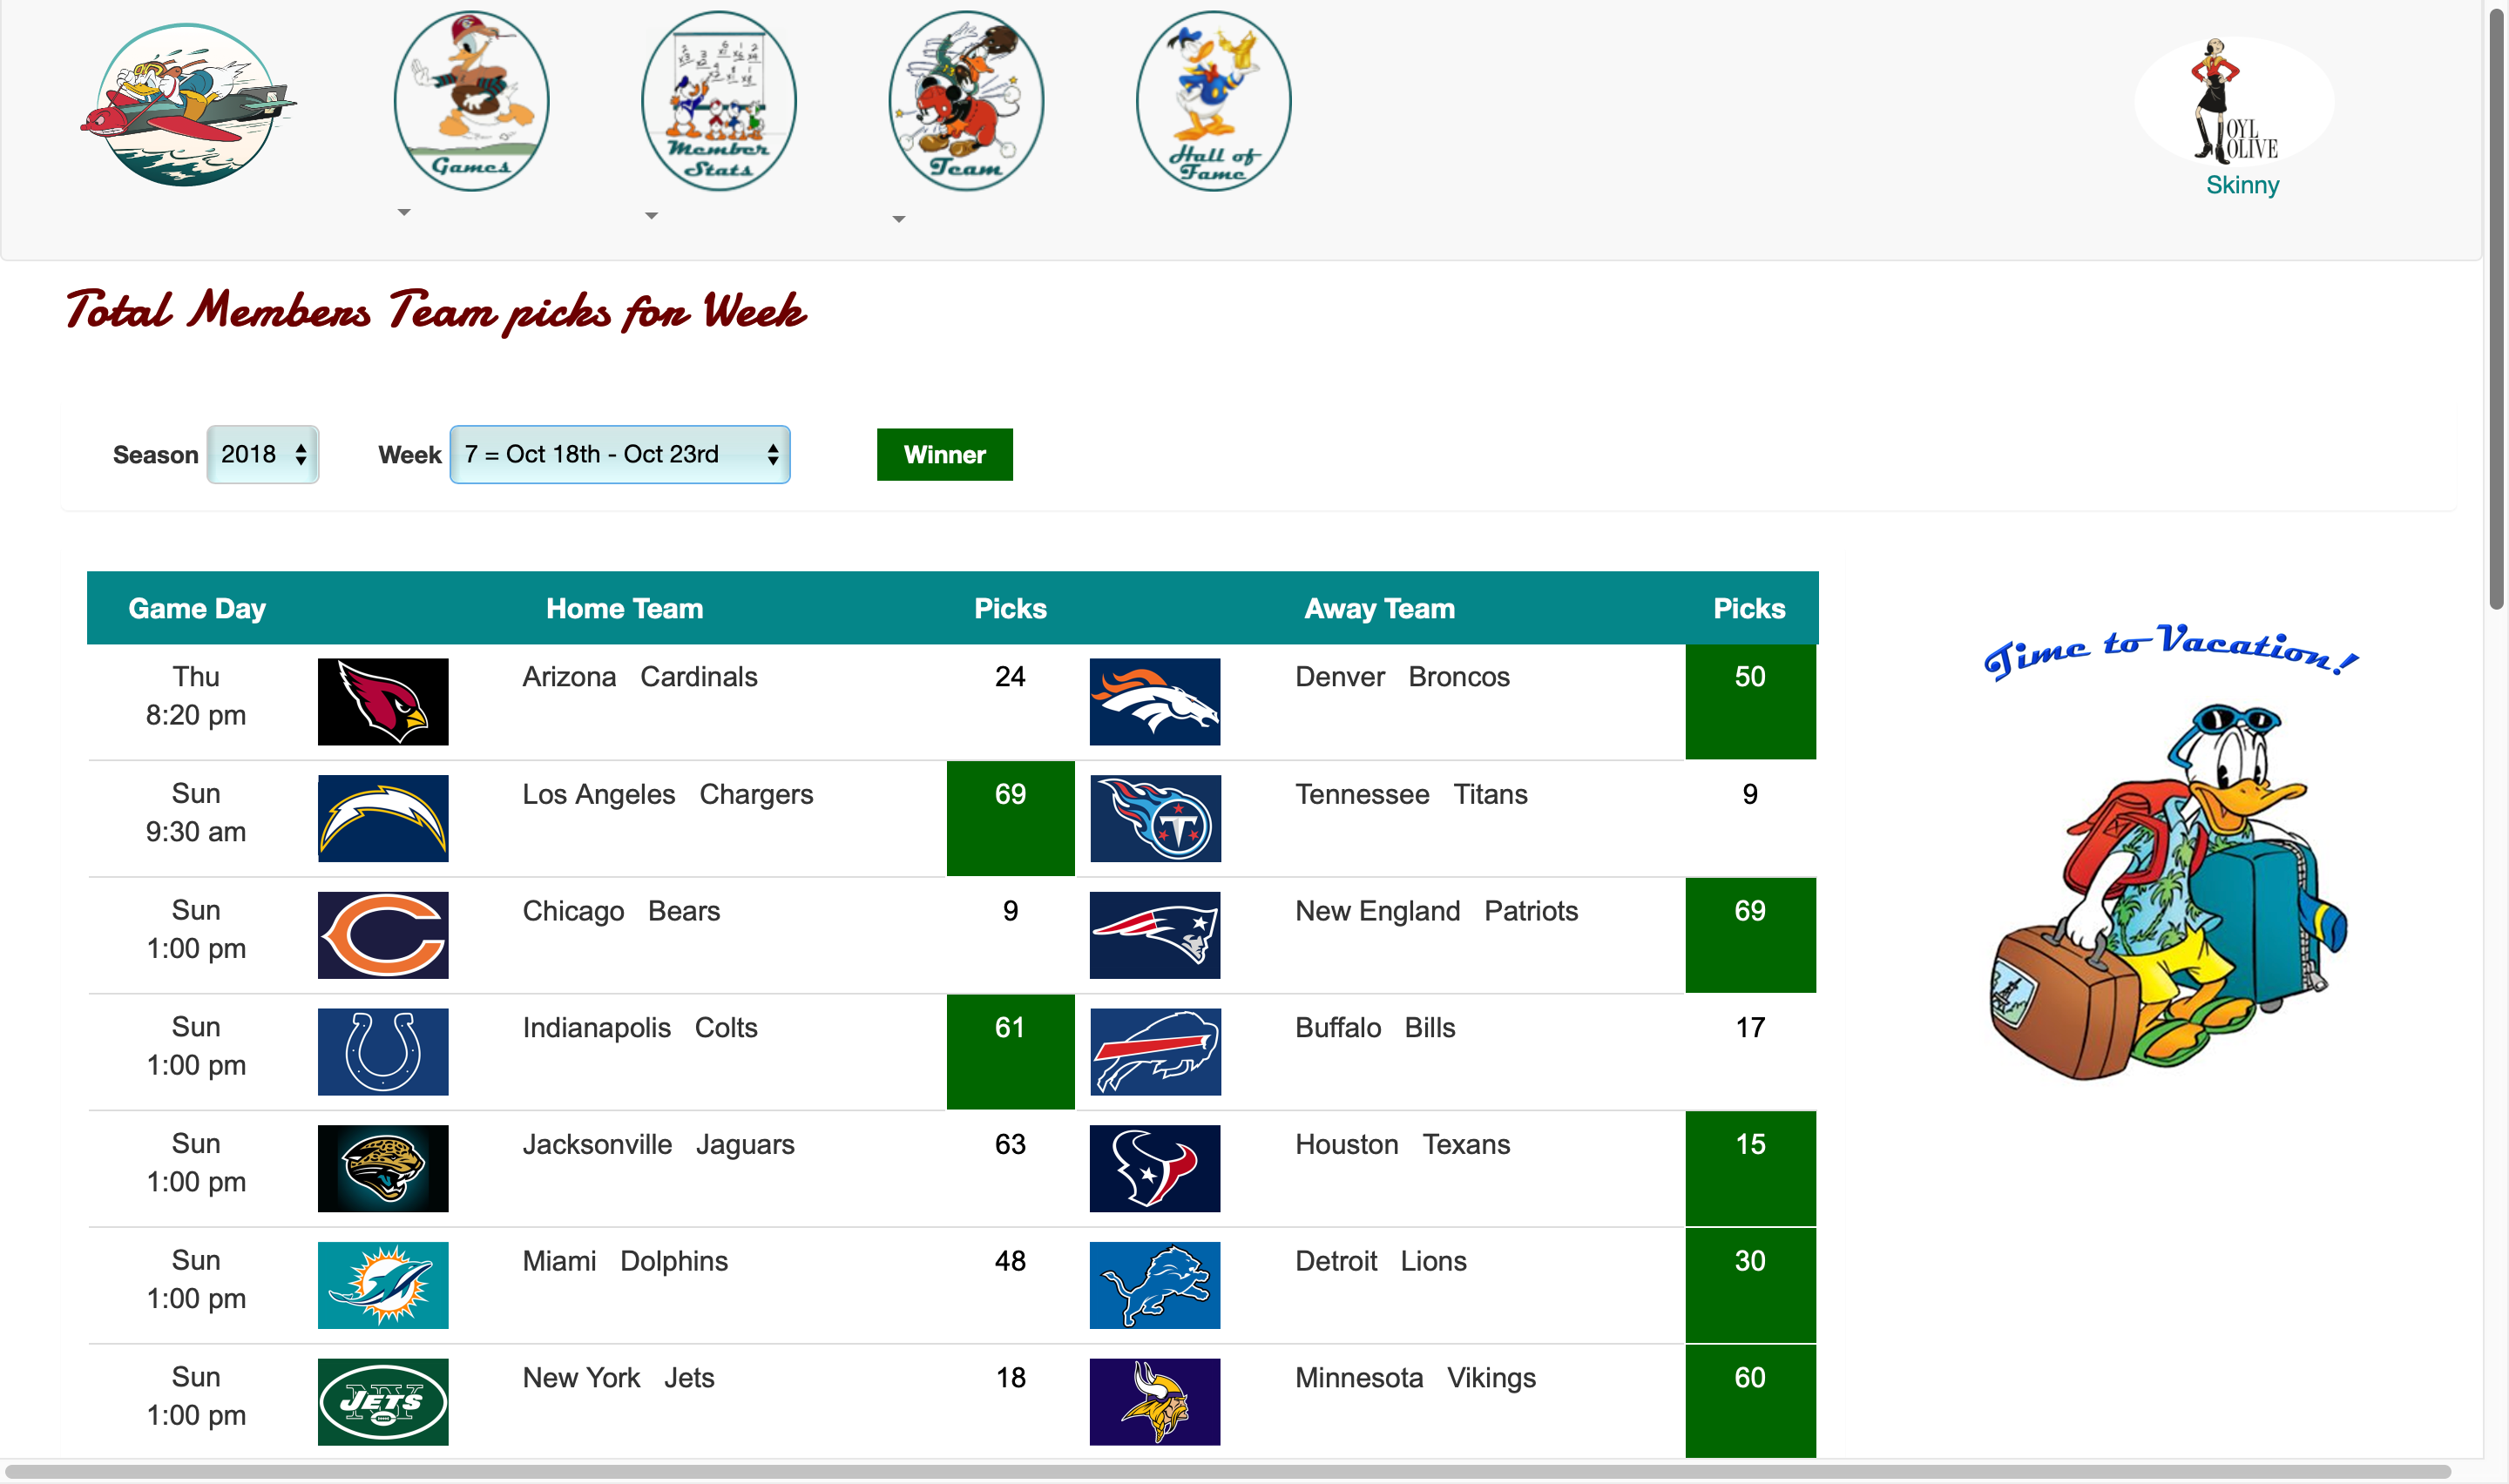 Games
Member
Stats
Team
Hall of
Fame
OYL
OLIVE
Skinny
Total Members Team picks for Week
Season 2018 Week 7 = Oct 18th - Oct 23rd Winner
Game Day Home Team Picks Away Team Picks
Time to Vacation!
Thu
8:20 pm Arizona Cardinals 24 Denver Broncos 50
Sun
9:30 am Los Angeles Chargers 69 Tennessee Titans 9
Sun
1:00 pm Chicago Bears 9 New England Patriots 69
Sun
1:00 pm Indianapolis Colts 61 Buffalo Bills 17
Sun
1:00 pm Jacksonville Jaguars 63 Houston Texans 15
Sun
1:00 pm Miami Dolphins 48 Detroit Lions 30
Sun
1:00 pm NY JETS New York Jets 18 Minnesota Vikings 60